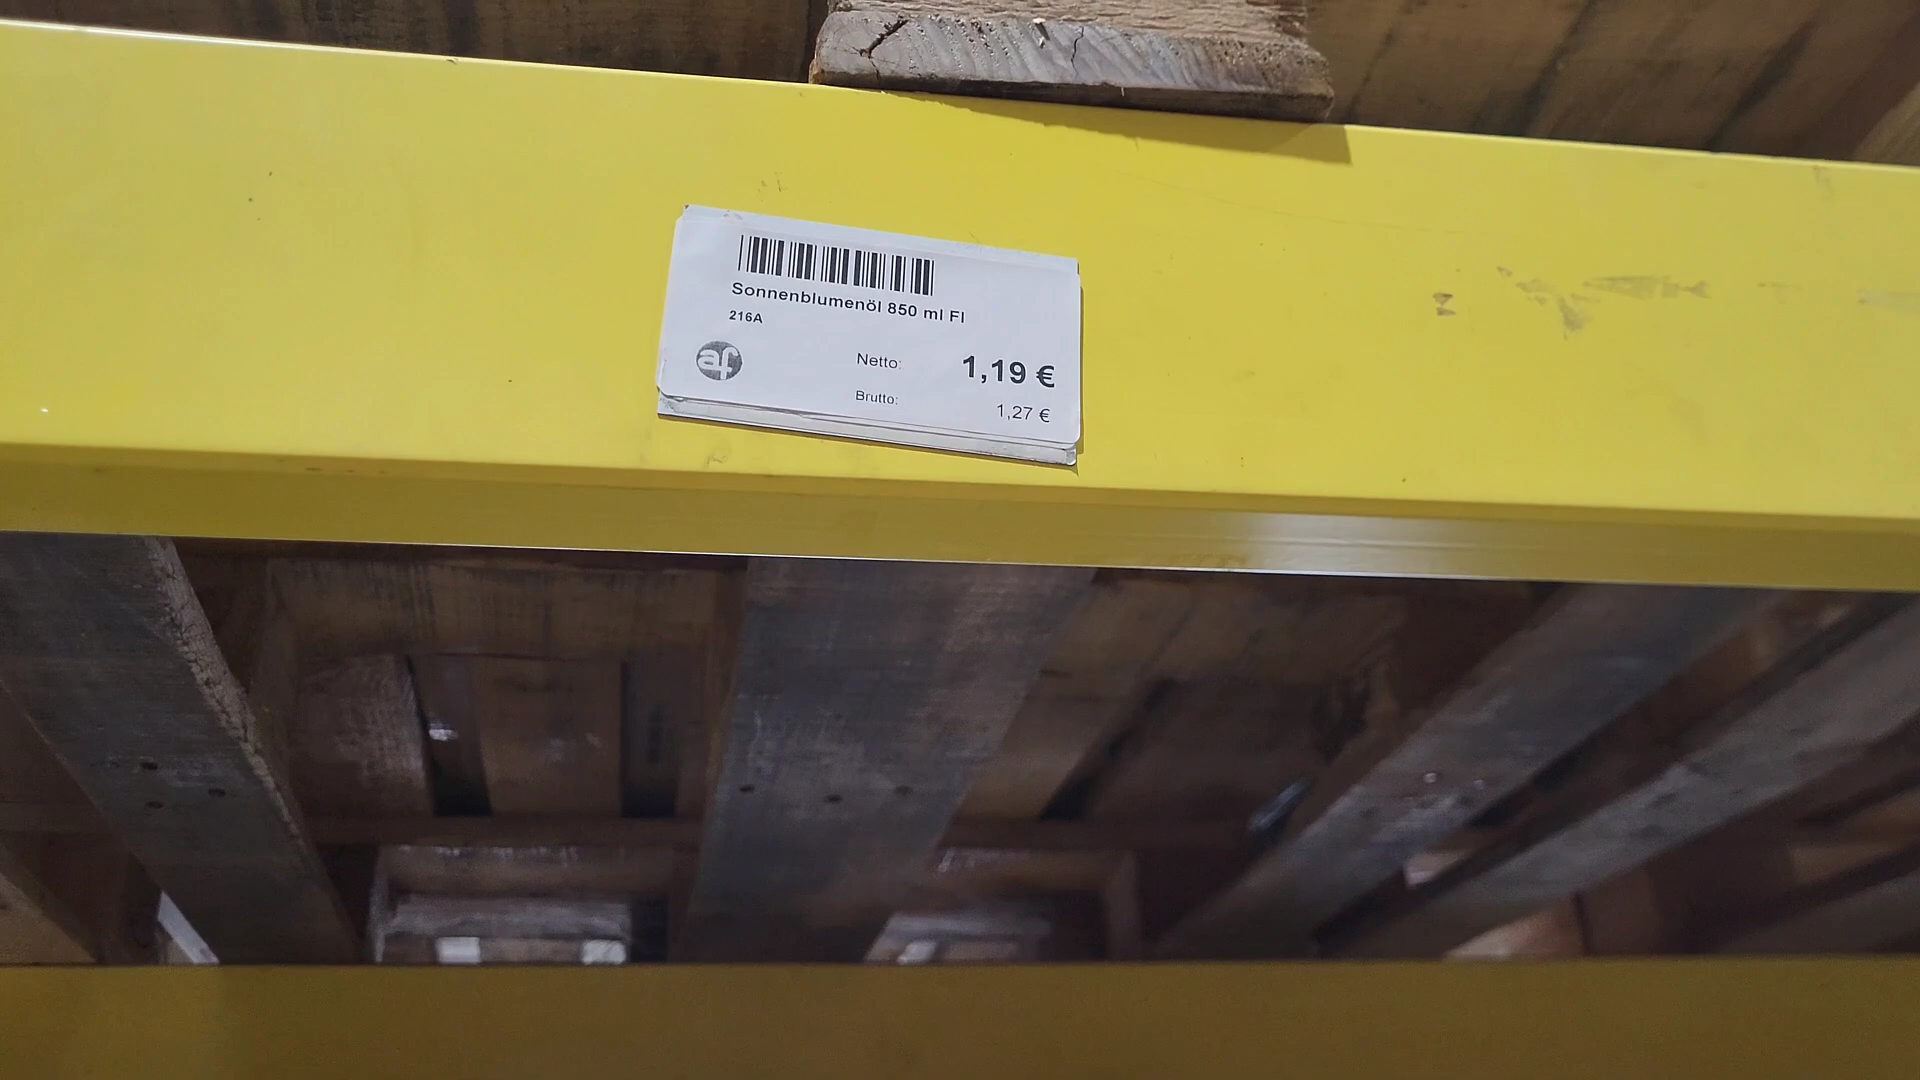 Sonnenblumenöl 850 ml Fl
216A
af
Netto: 1,19 €
Brutto: 1,27 €